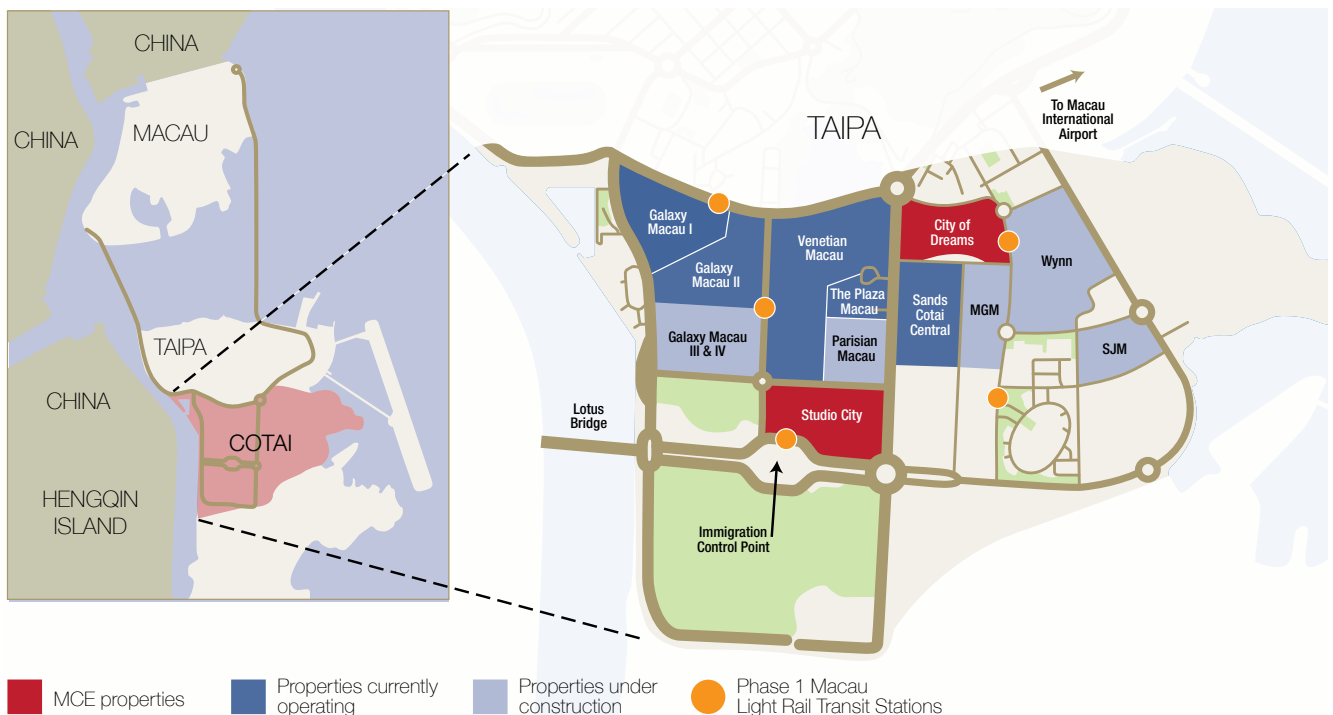 CHINA
MACAU
CHINA
TAIPA
CHINA
COTAI
HENGQIN
ISLAND
TAIPA
To Macau
International
Airport
Galaxy
Macau I
Galaxy
Macau II
Venetian
Macau
City of
Dreams
Wynn
The Plaza
Macau
Sands
Cotai
Central
MGM
Galaxy Macau
III & IV
Parisian
Macau
SJM
Lotus
Bridge
Studio City
Immigration
Control Point
MCE properties
Properties currently
operating
Properties under
construction
Phase 1 Macau
Light Rail Transit Stations